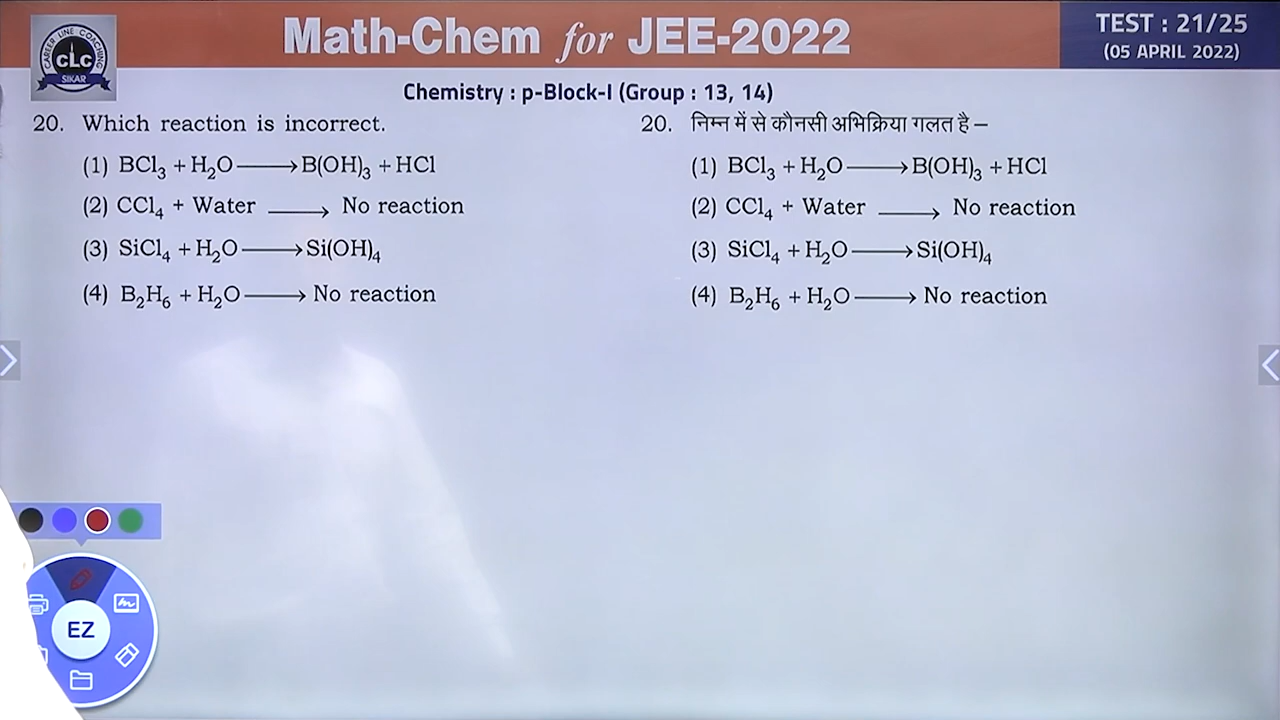 CAREER LINE COACHING
CLC
SIKAR
Math-Chem for JEE-2022
TEST : 21/25
(05 APRIL 2022)
Chemistry : p-Block-I (Group : 13, 14)
20. Which reaction is incorrect.
(1) BCl₃ + H₂O ⟶ B(OH)₃ + HCl
(2) CCl₄ + Water ⟶ No reaction
(3) SiCl₄ + H₂O ⟶ Si(OH)₄
(4) B₂H₆ + H₂O ⟶ No reaction
20. निम्न में से कौनसी अभिक्रिया गलत है –
(1) BCl₃ + H₂O ⟶ B(OH)₃ + HCl
(2) CCl₄ + Water ⟶ No reaction
(3) SiCl₄ + H₂O ⟶ Si(OH)₄
(4) B₂H₆ + H₂O ⟶ No reaction
EZ